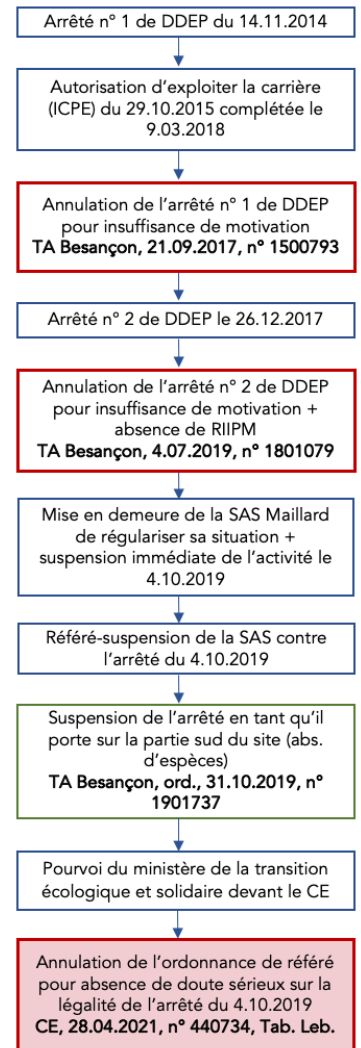 Arrêté n° 1 de DDEP du 14.11.2014
Autorisation d'exploiter la carrière
(ICPE) du 29.10.2015 complétée le
9.03.2018
Annulation de l'arrêté n° 1 de DDEP
pour insuffisance de motivation
TA Besançon, 21.09.2017, n° 1500793
Arrêté n° 2 de DDEP le 26.12.2017
Annulation de l'arrêté n° 2 de DDEP
pour insuffisance de motivation +
absence de RIIPM
TA Besançon, 4.07.2019, n° 1801079
Mise en demeure de la SAS Maillard
de régulariser sa situation +
suspension immédiate de l'activité le
4.10.2019
Référé-suspension de la SAS contre
l'arrêté du 4.10.2019
Suspension de l'arrêté en tant qu'il
porte sur la partie sud du site (abs.
d'espèces)
TA Besançon, ord., 31.10.2019, n°
1901737
Pourvoi du ministère de la transition
écologique et solidaire devant le CE
Annulation de l'ordonnance de référé
pour absence de doute sérieux sur la
légalité de l'arrêté du 4.10.2019
CE, 28.04.2021, n° 440734, Tab. Leb.